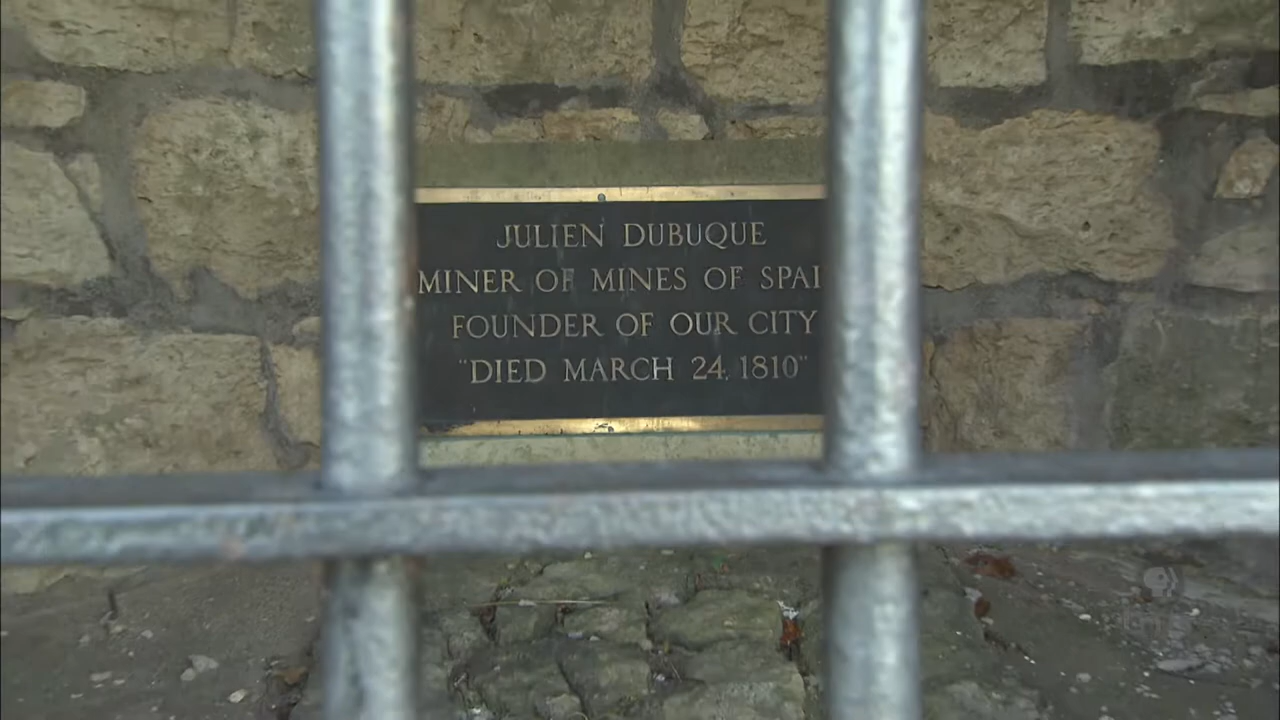 JULIEN DUBUQUE
MINER OF MINES OF SPAI
FOUNDER OF OUR CITY
"DIED MARCH 24, 1810"